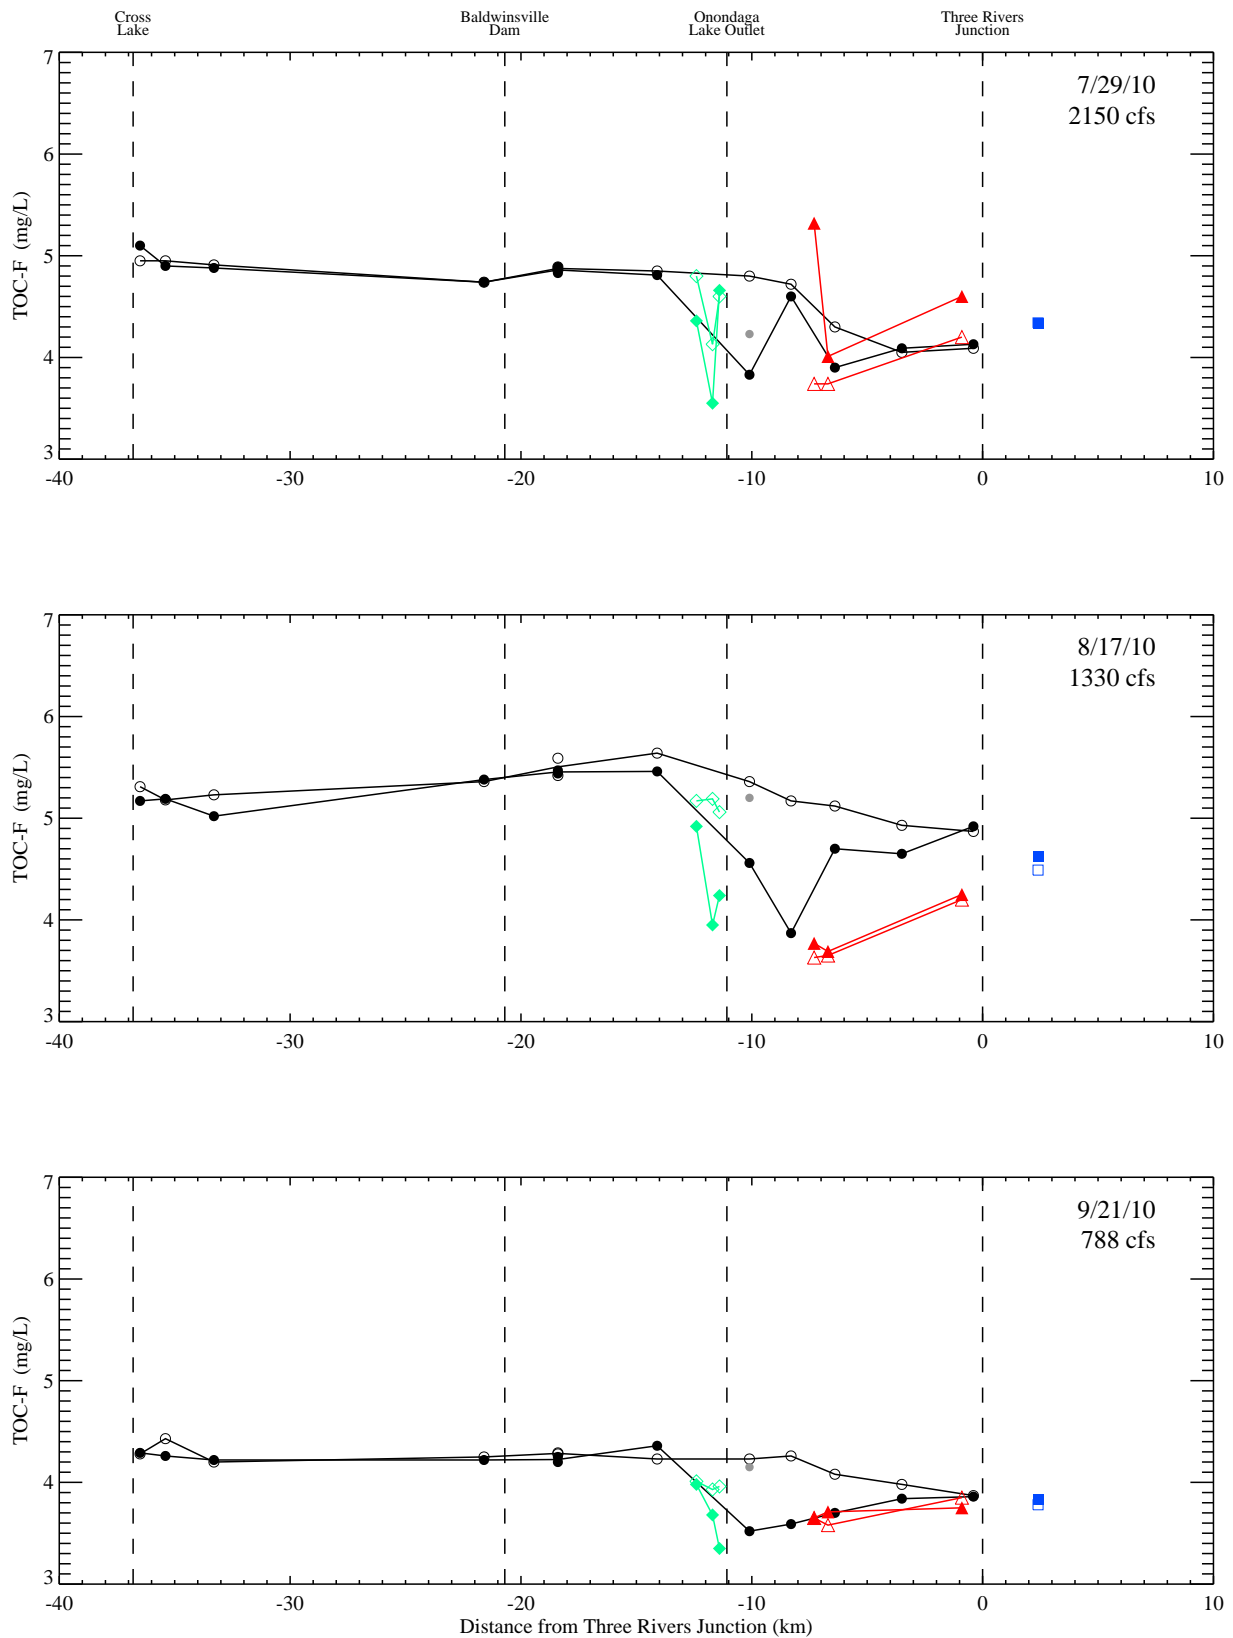 Cross Baldwinsville Onondaga Three Rivers
Lake Dam Lake Outlet Junction
7
7/29/10
2150 cfs
6
TOC-F (mg/L)
5
4
3
-40 -30 -20 -10 0 10
7
8/17/10
1330 cfs
6
TOC-F (mg/L)
5
4
3
-40 -30 -20 -10 0 10
7
9/21/10
788 cfs
6
TOC-F (mg/L)
5
4
3
-40 -30 -20 -10 0 10
Distance from Three Rivers Junction (km)